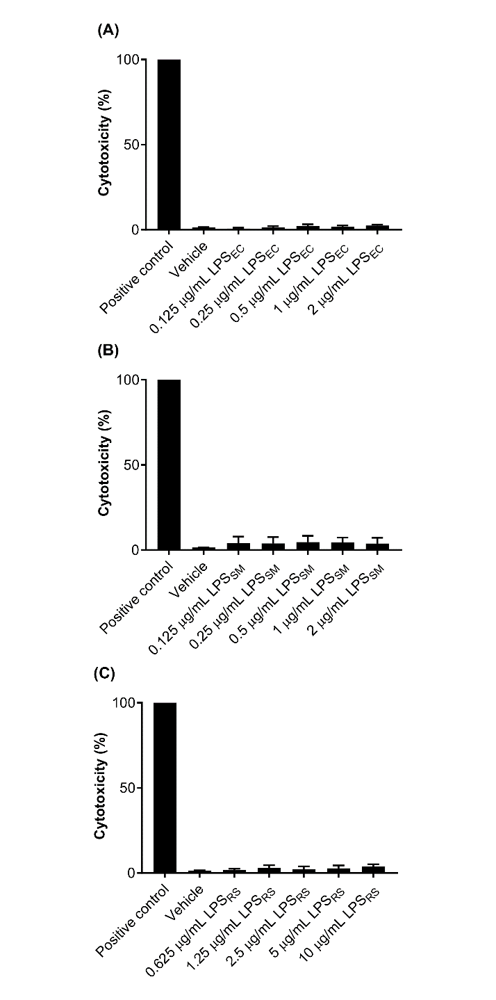 (A)
Cytotoxicity (%)
100
50
0
Positive control
Vehicle
0.125 µg/mL LPSEC
0.25 µg/mL LPSEC
0.5 µg/mL LPSEC
1 µg/mL LPSEC
2 µg/mL LPSEC
(B)
Cytotoxicity (%)
100
50
0
Positive control
Vehicle
0.125 µg/mL LPSSM
0.25 µg/mL LPSSM
0.5 µg/mL LPSSM
1 µg/mL LPSSM
2 µg/mL LPSSM
(C)
Cytotoxicity (%)
100
50
0
Positive control
Vehicle
0.625 µg/mL LPSRS
1.25 µg/mL LPSRS
2.5 µg/mL LPSRS
5 µg/mL LPSRS
10 µg/mL LPSRS